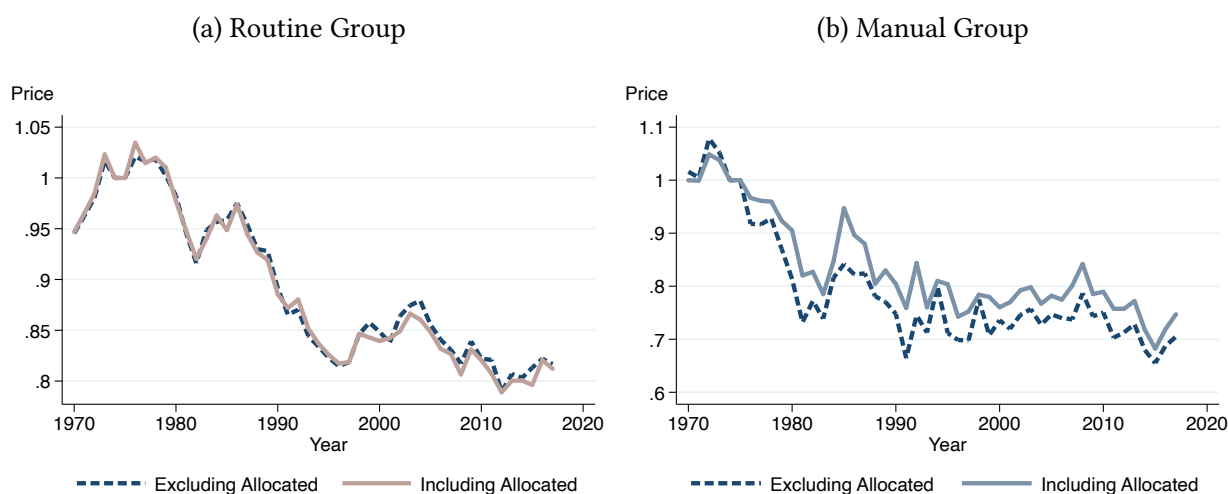 (a) Routine Group
Price
1.05
1
.95
.9
.85
.8
1970 1980 1990 2000 2010 2020
Year
Excluding Allocated Including Allocated
(b) Manual Group
Price
1.1
1
.9
.8
.7
.6
1970 1980 1990 2000 2010 2020
Year
Excluding Allocated Including Allocated